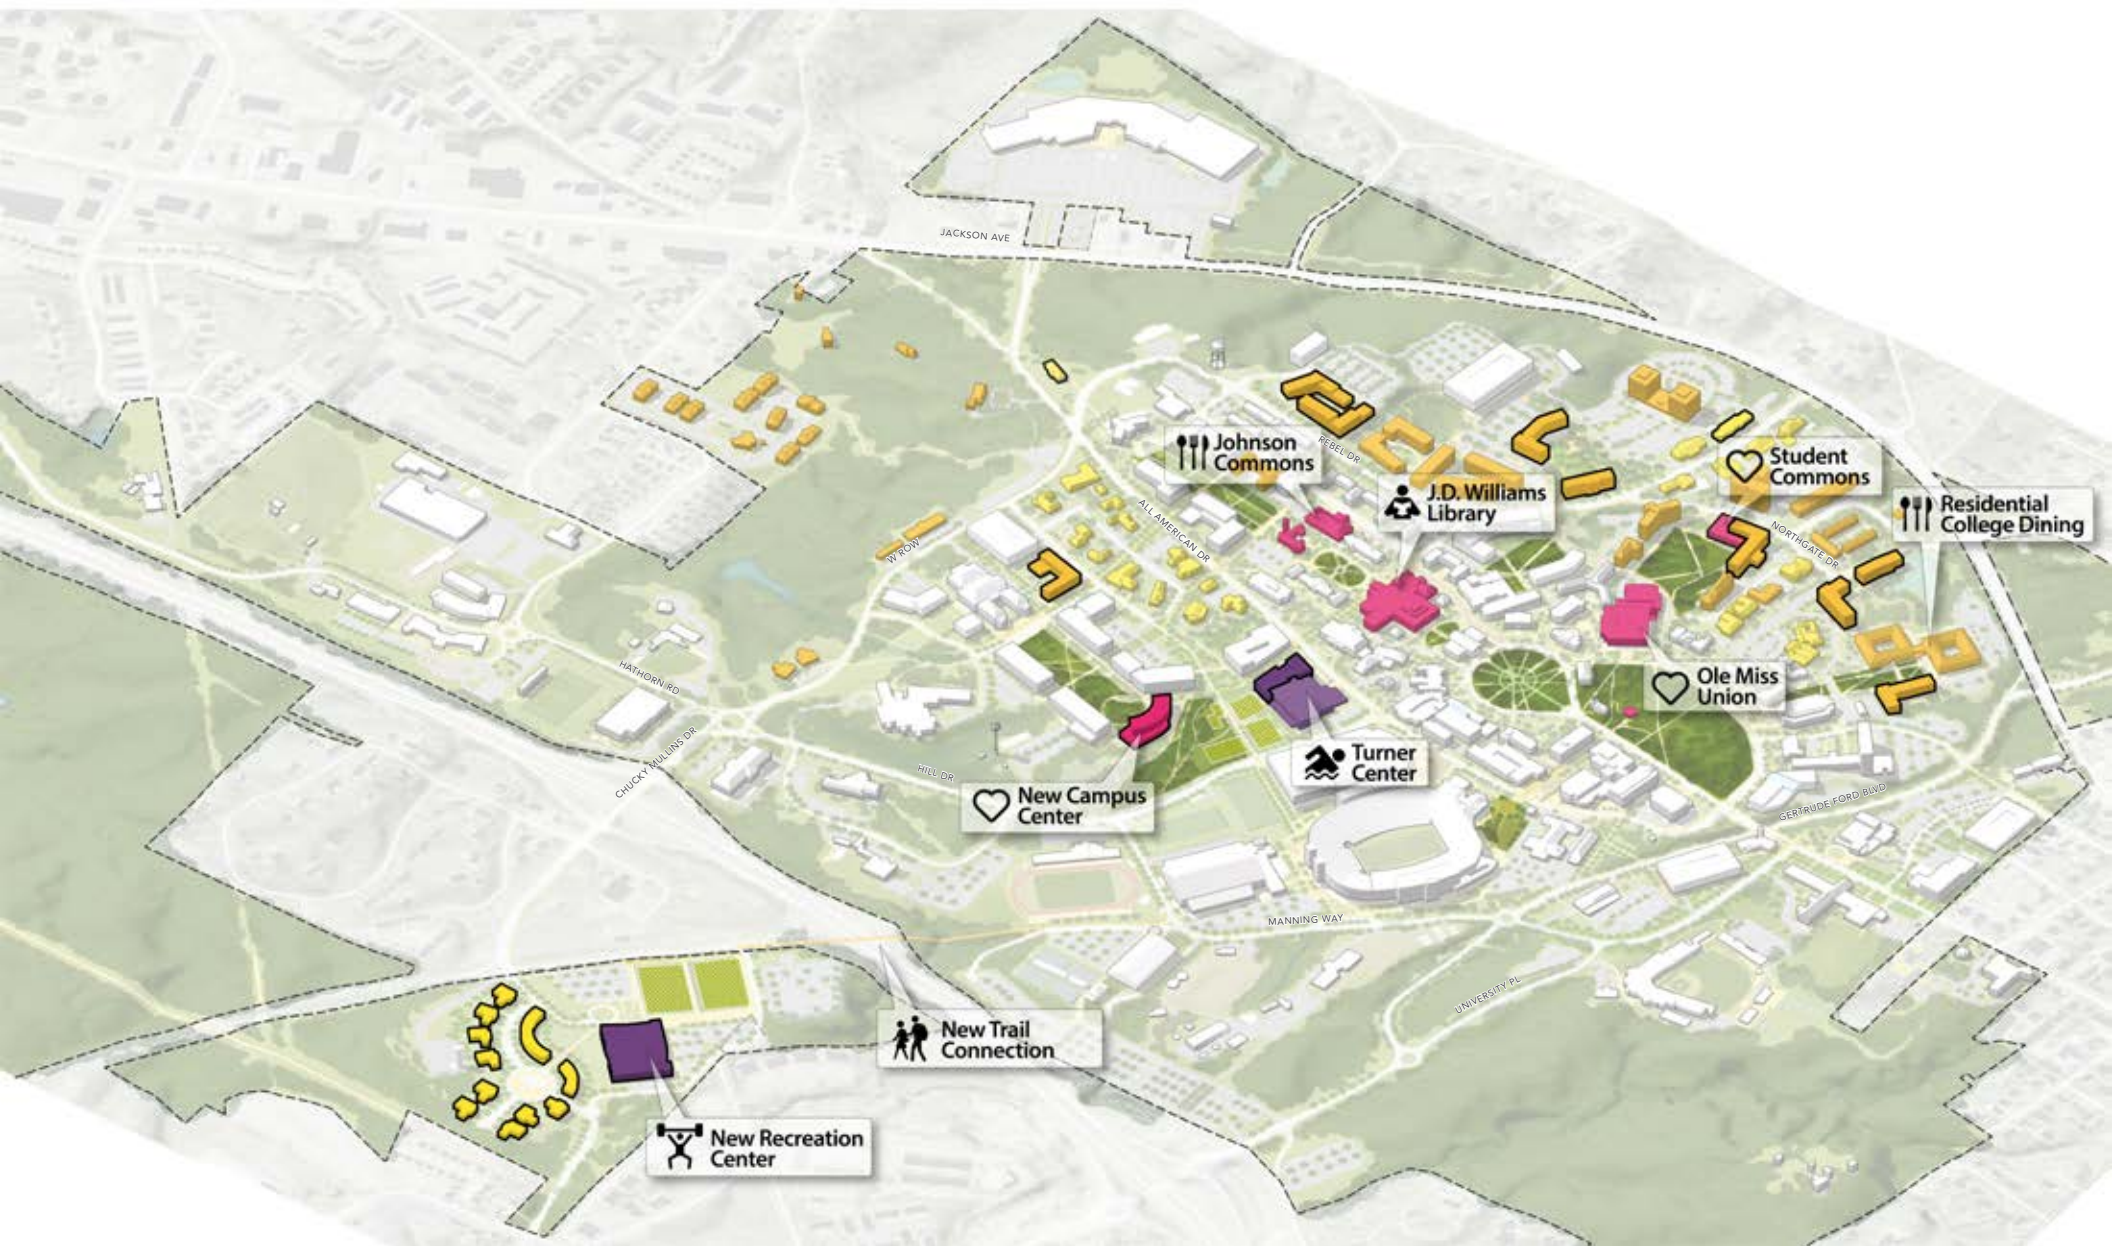 JACKSON AVE
Johnson
Commons
REBEL DR
Student
Commons
J.D. Williams
Library
Residential
College Dining
ALL AMERICAN DR
NORTHGATE DR
W ROW
HATHORN RD
Ole Miss
Union
CHUCKY MULLINS DR
HILL DR
Turner
Center
New Campus
Center
GERTRUDE FORD BLVD
MANNING WAY
UNIVERSITY PL
New Trail
Connection
New Recreation
Center